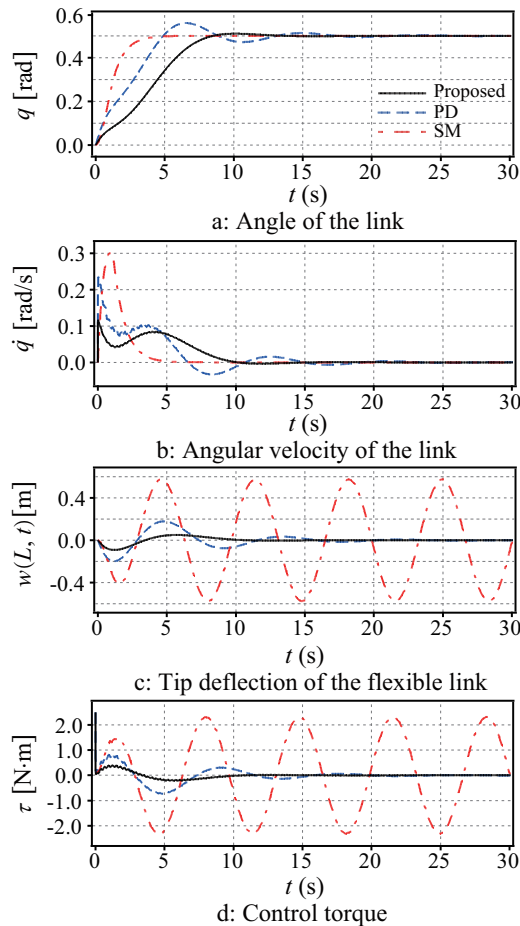 0.6
0.4
0.2
0.0
q [rad]
Proposed
PD
SM
0 5 10 15 20 25 30
t (s)
a: Angle of the link
0.3
0.2
0.1
0.0
q̇ [rad/s]
0 5 10 15 20 25 30
t (s)
b: Angular velocity of the link
0.4
0.0
-0.4
w(L, t) [m]
0 5 10 15 20 25 30
t (s)
c: Tip deflection of the flexible link
2.0
1.0
0.0
-1.0
-2.0
τ [N·m]
0 5 10 15 20 25 30
t (s)
d: Control torque